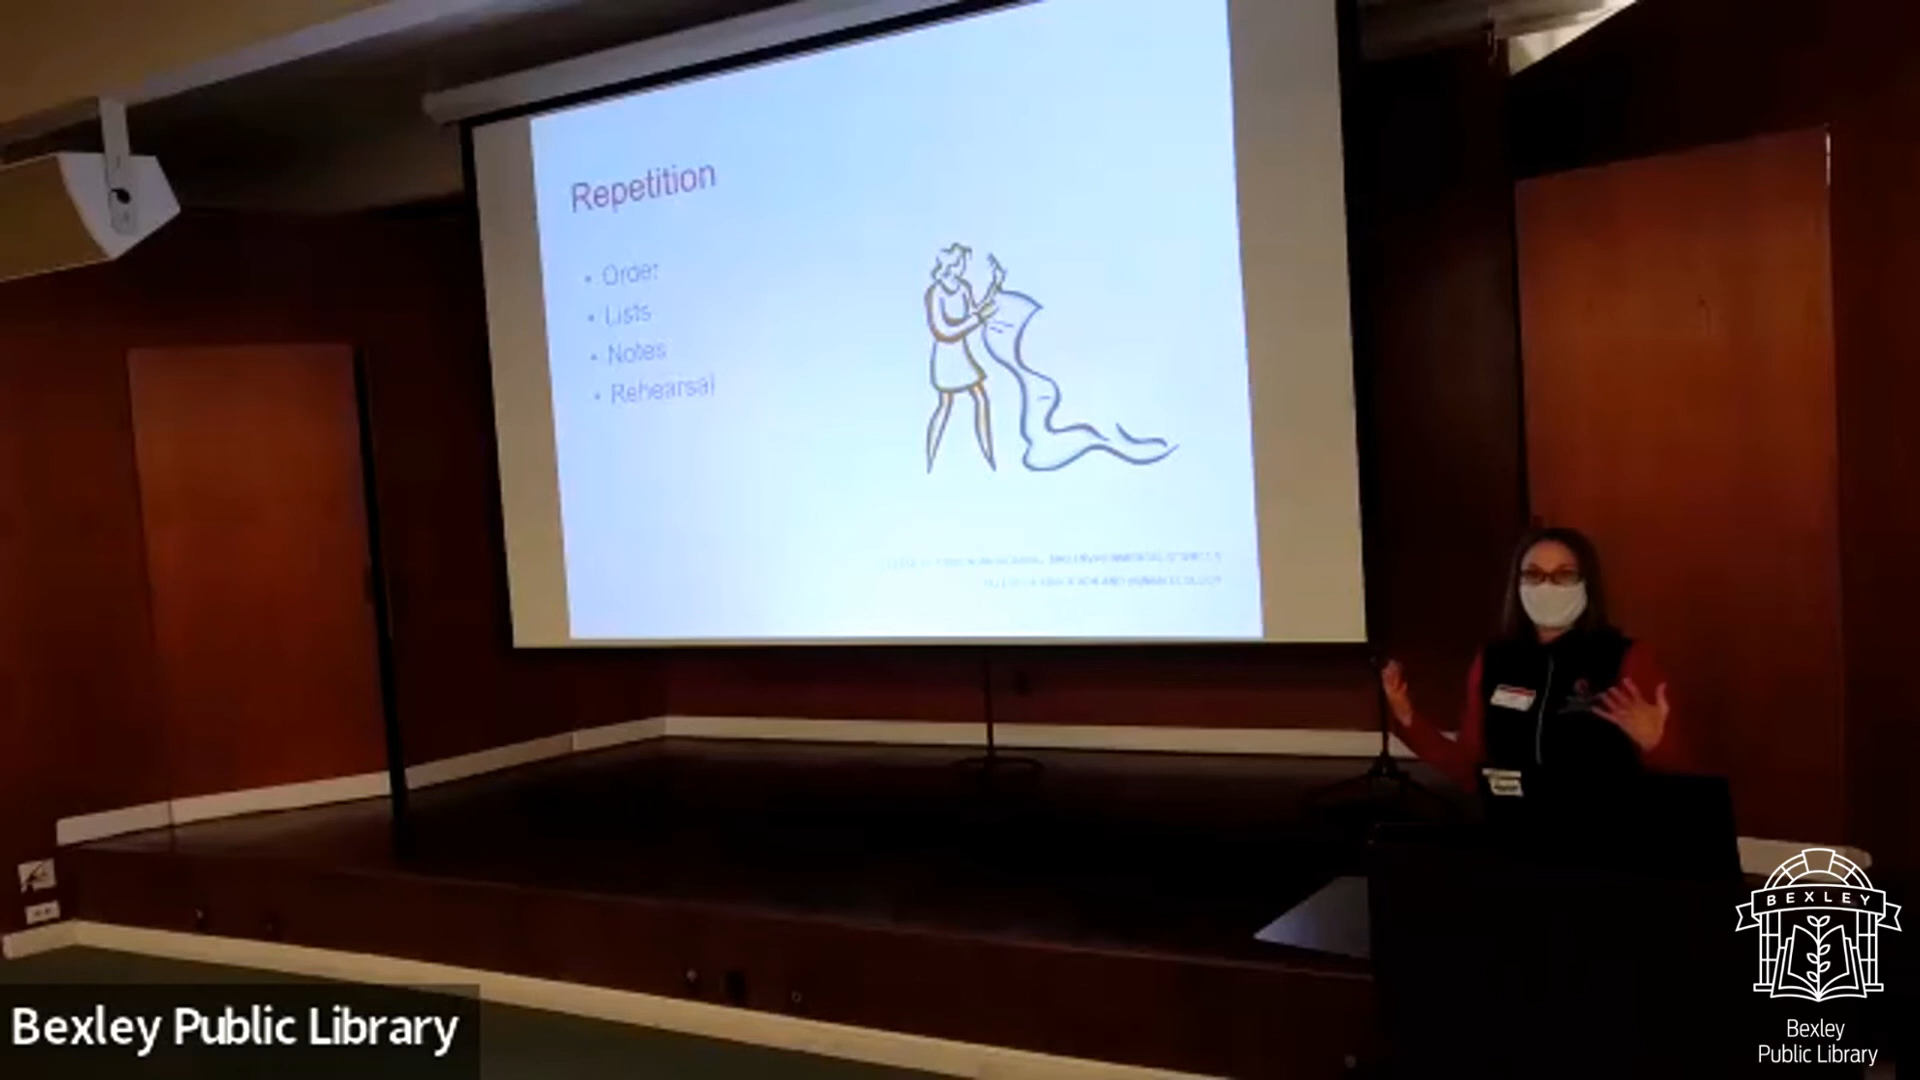 Repetition
• Order
• Lists
• Notes
• Rehearsal
Bexley Public Library
BEXLEY
Bexley
Public Library